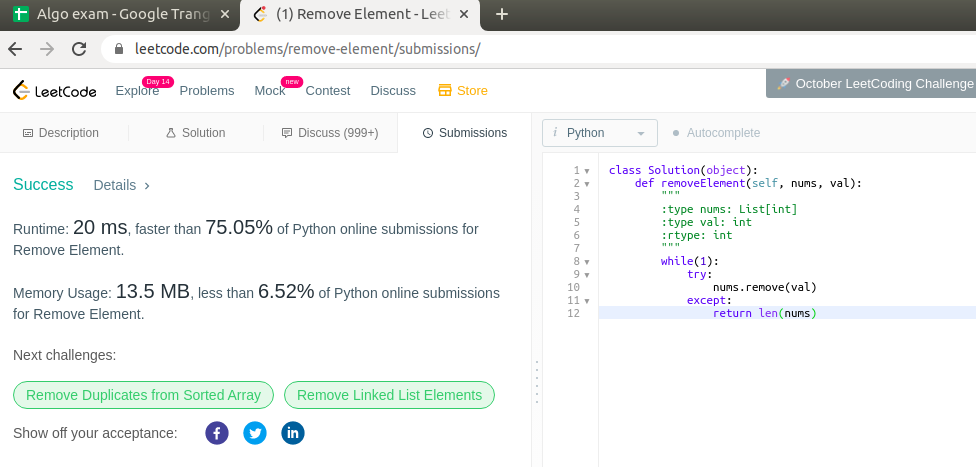 Algo exam - Google Trang
(1) Remove Element - Leet
leetcode.com/problems/remove-element/submissions/
LeetCode Explore Day 14 Problems Mock new Contest Discuss Store
October LeetCoding Challenge
Description Solution Discuss (999+) Submissions
i Python Autocomplete
Success Details >
Runtime: 20 ms, faster than 75.05% of Python online submissions for
Remove Element.
Memory Usage: 13.5 MB, less than 6.52% of Python online submissions
for Remove Element.
Next challenges:
Remove Duplicates from Sorted Array Remove Linked List Elements
Show off your acceptance:
1 class Solution(object):
2 def removeElement(self, nums, val):
3 """
4 :type nums: List[int]
5 :type val: int
6 :rtype: int
7 """
8 while(1):
9 try:
10 nums.remove(val)
11 except:
12 return len(nums)